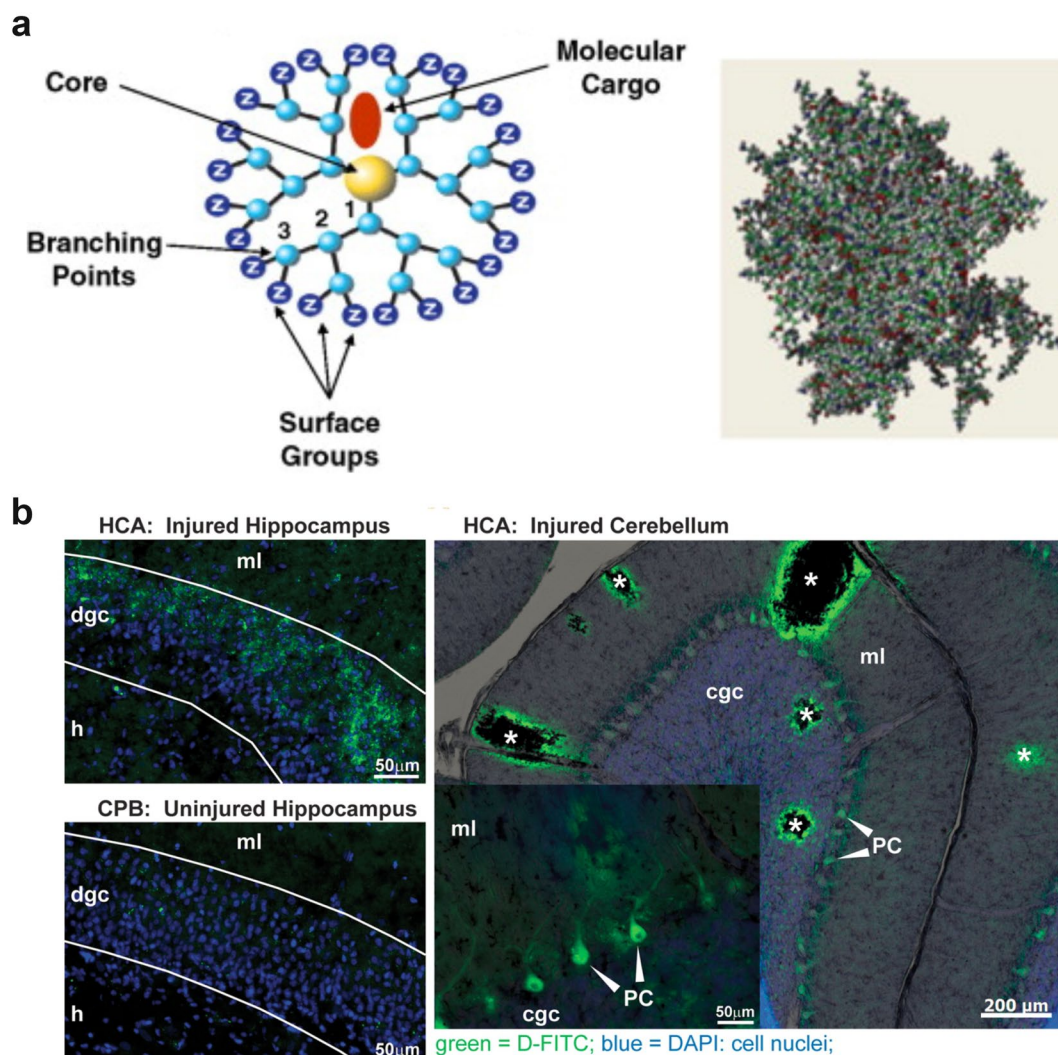 a
Core
Molecular
Cargo
Branching
Points
1
2
3
Z Z Z Z Z Z Z Z Z Z Z Z Z Z Z Z Z Z Z Z Z Z Z Z
Surface
Groups
b
HCA: Injured Hippocampus
ml
dgc
h
50μm
CPB: Uninjured Hippocampus
ml
dgc
h
50μm
HCA: Injured Cerebellum
*
*
ml
cgc
*
*
*
*
PC
200 μm
ml
PC
cgc
50μm
green = D-FITC; blue = DAPI: cell nuclei;